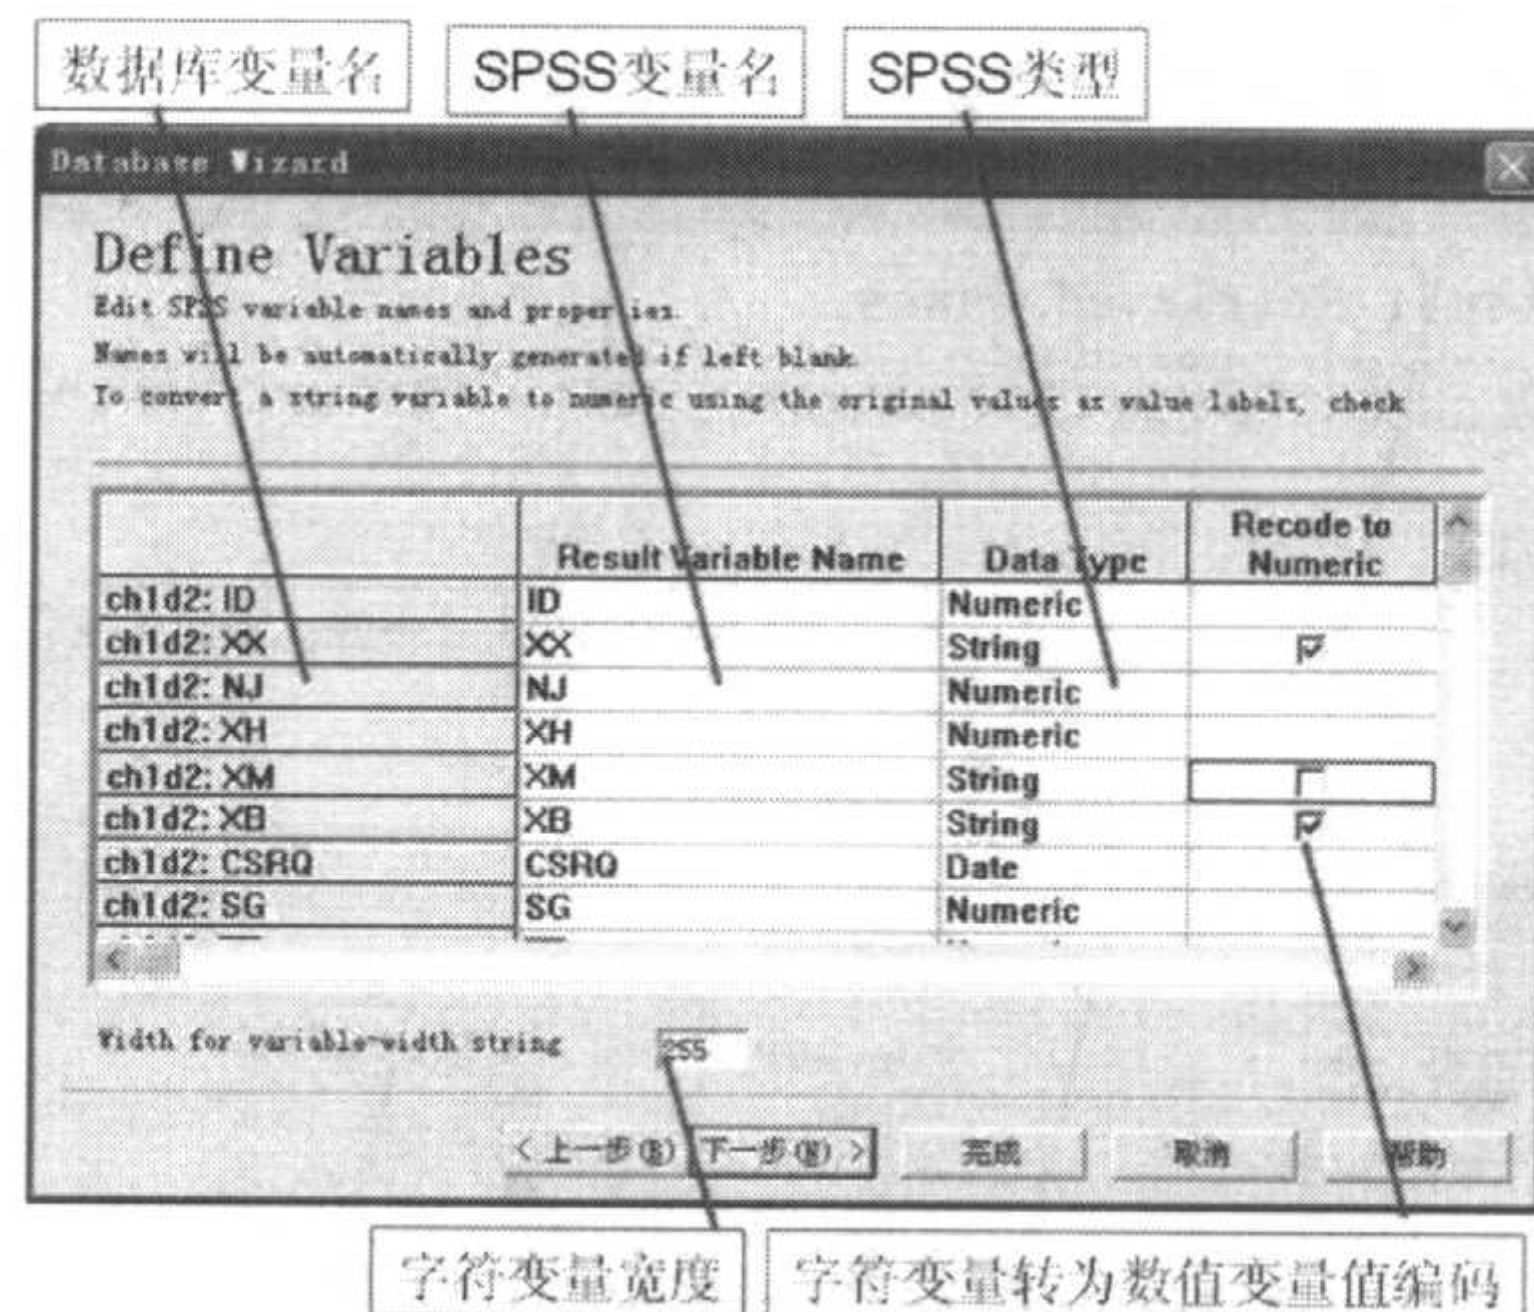 数据库变量名 SPSS变量名 SPSS类型
Database Wizard
Define Variables
Edit SPSS variable names and properties.
Names will be automatically generated if left blank.
To convert a string variable to numeric using the original values as value labels, check
Result Variable Name Data Type Recode to Numeric
ch1d2: ID ID Numeric
ch1d2: XX XX String
ch1d2: NJ NJ Numeric
ch1d2: XH XH Numeric
ch1d2: XM XM String
ch1d2: XB XB String
ch1d2: CSRQ CSRQ Date
ch1d2: SG SG Numeric
Width for variable-width string 255
< 上一步(B) 下一步(N) > 完成 取消 帮助
字符变量宽度 字符变量转为数值变量值编码